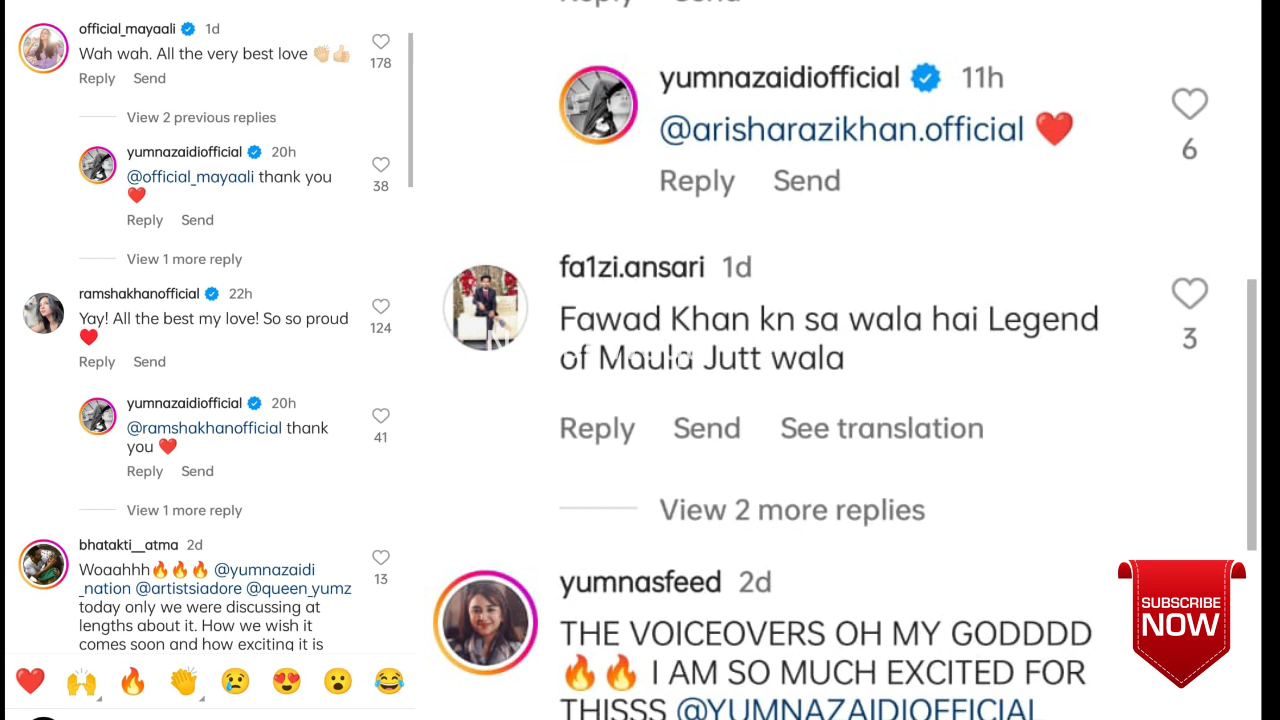 official_mayaali 1d
Wah wah. All the very best love 👏🏻👍🏻
178
Reply Send
View 2 previous replies
yumnazaidiofficial 20h
@official_mayaali thank you
❤️
38
Reply Send
View 1 more reply
ramshakhanofficial 22h
Yay! All the best my love! So so proud
❤️
124
Reply Send
yumnazaidiofficial 20h
@ramshakhanofficial thank
you ❤️
41
Reply Send
View 1 more reply
bhatakti__atma 2d
Woaahhh🔥🔥🔥 @yumnazaidi
_nation @artistsiadore @queen_yumz
today only we were discussing at
lengths about it. How we wish it
comes soon and how exciting it is
13
❤️ 🙌 🔥 👏 😢 😍 😮 😂
Reply Send
yumnazaidiofficial 11h
@arisharazikhan.official ❤️
6
Reply Send
fa1zi.ansari 1d
Fawad Khan kn sa wala hai Legend
of Maula Jutt wala
3
Reply Send See translation
View 2 more replies
yumnasfeed 2d
THE VOICEOVERS OH MY GODDDD
🔥🔥 I AM SO MUCH EXCITED FOR
THISSS @YUMNAZAIDIOFFICIAL
SUBSCRIBE
NOW